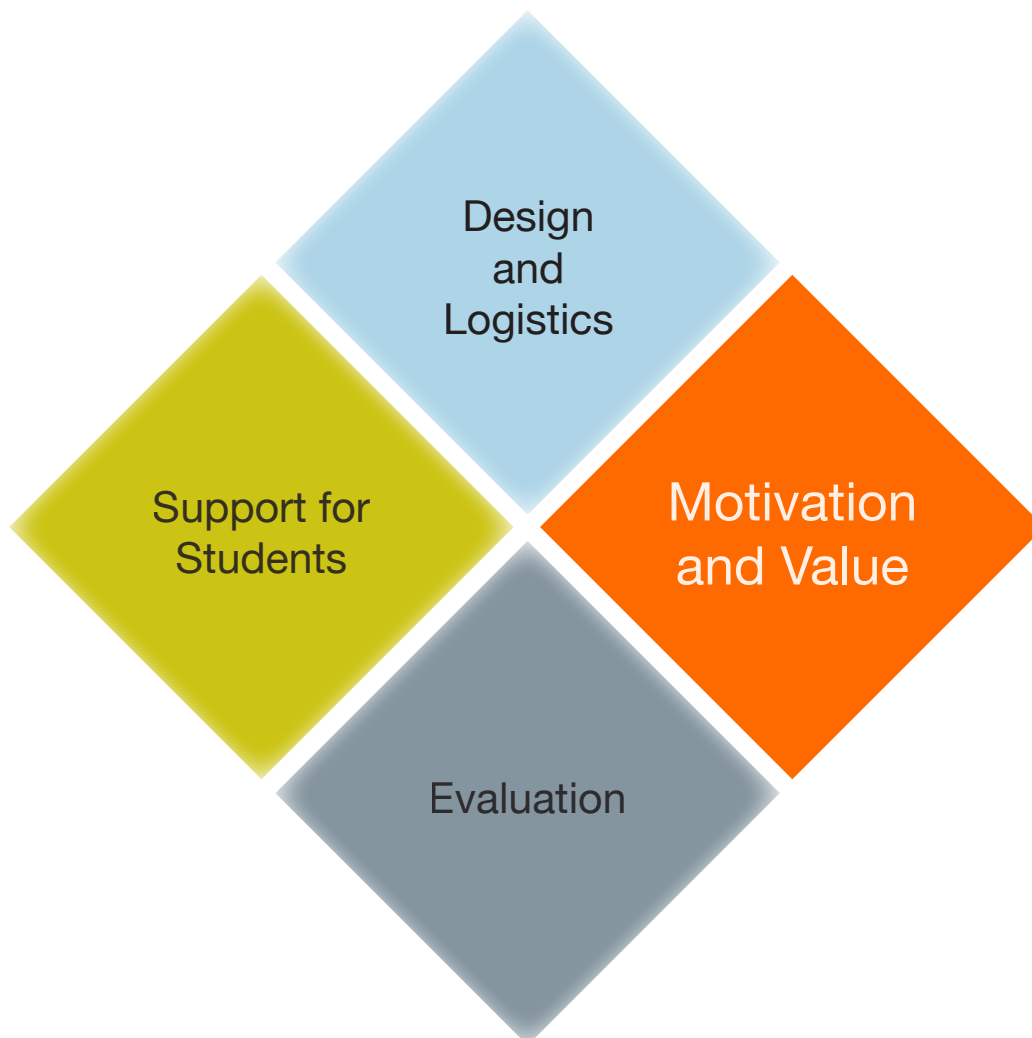 Design
and
Logistics
Support for
Students
Motivation
and Value
Evaluation